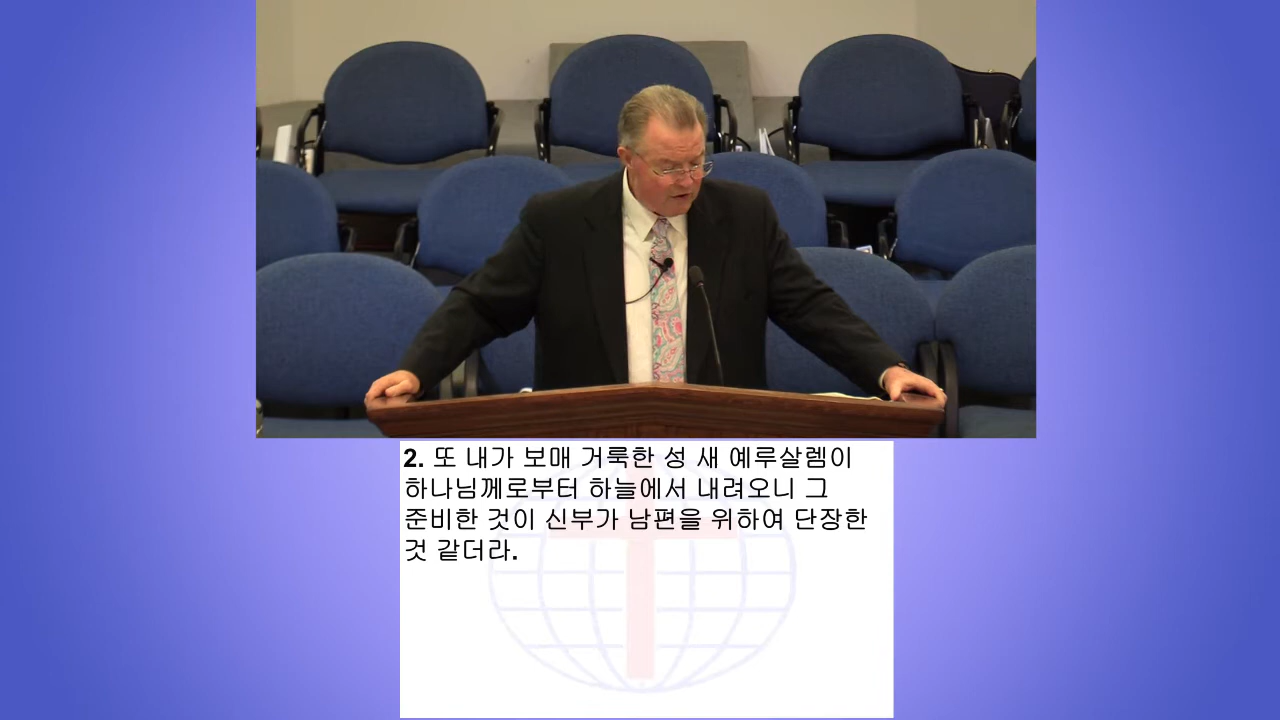 2. 또 내가 보매 거룩한 성 새 예루살렘이
하나님께로부터 하늘에서 내려오니 그
준비한 것이 신부가 남편을 위하여 단장한
것 같더라.